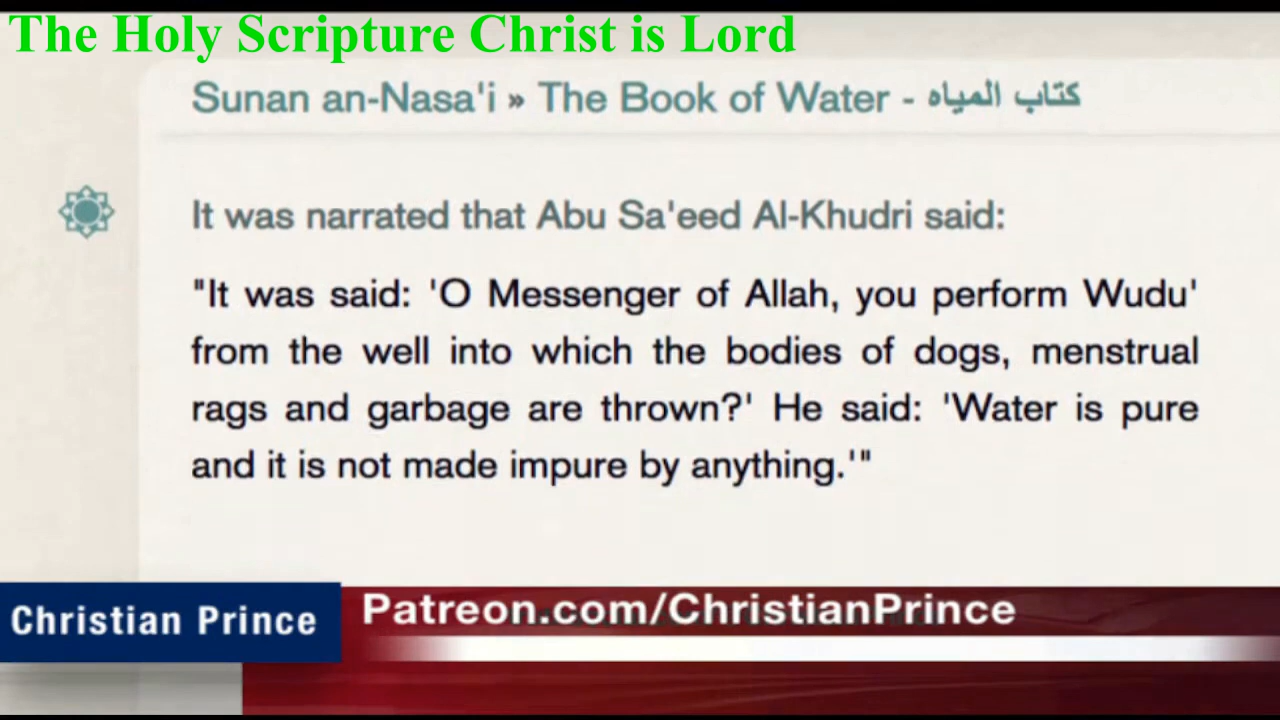 The Holy Scripture Christ is Lord
Sunan an-Nasa'i » The Book of Water - كتاب المياه
It was narrated that Abu Sa'eed Al-Khudri said:
"It was said: 'O Messenger of Allah, you perform Wudu'
from the well into which the bodies of dogs, menstrual
rags and garbage are thrown?' He said: 'Water is pure
and it is not made impure by anything.'"
Christian Prince
Patreon.com/ChristianPrince